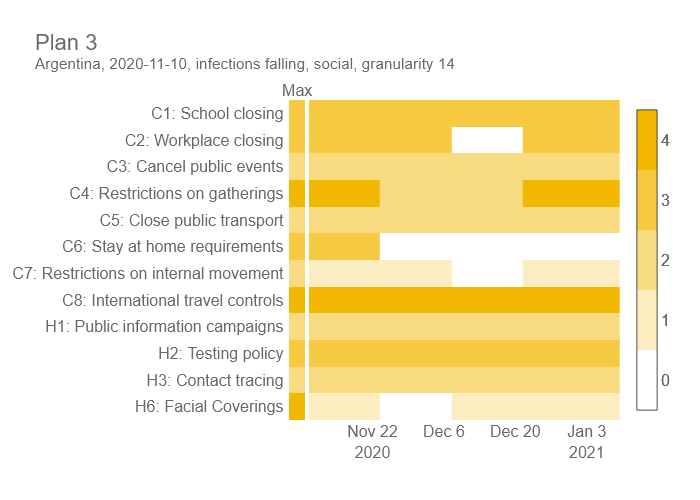 Plan 3
Argentina, 2020-11-10, infections falling, social, granularity 14
Max
C1: School closing
C2: Workplace closing
C3: Cancel public events
C4: Restrictions on gatherings
C5: Close public transport
C6: Stay at home requirements
C7: Restrictions on internal movement
C8: International travel controls
H1: Public information campaigns
H2: Testing policy
H3: Contact tracing
H6: Facial Coverings
Nov 22 Dec 6 Dec 20 Jan 3
2020 2021
4
3
2
1
0